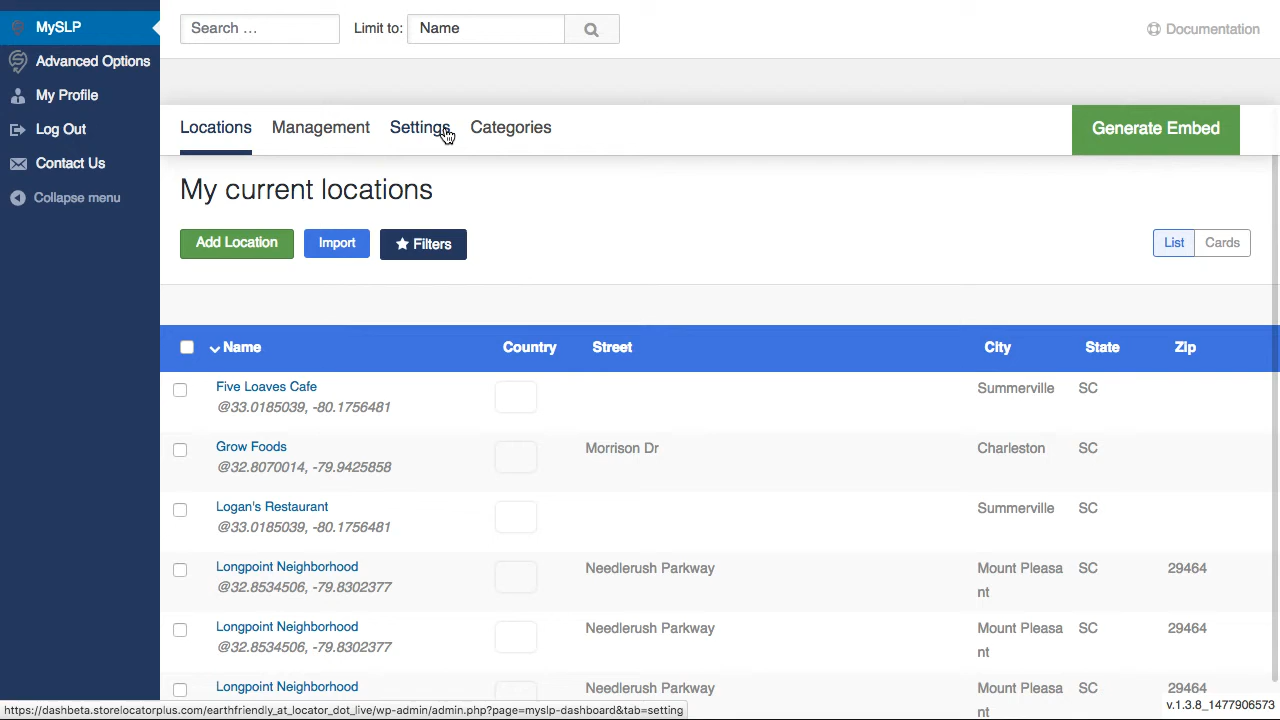 MySLP
Advanced Options
My Profile
Log Out
Contact Us
Collapse menu
Search …
Limit to:
Name
Documentation
Locations
Management
Settings
Categories
Generate Embed
My current locations
Add Location
Import
Filters
List
Cards
Name
Country
Street
City
State
Zip
Five Loaves Cafe
Summerville
SC
@33.0185039, -80.1756481
Grow Foods
Morrison Dr
Charleston
SC
@32.8070014, -79.9425858
Logan's Restaurant
Summerville
SC
@33.0185039, -80.1756481
Longpoint Neighborhood
Needlerush Parkway
Mount Pleasa
nt
SC
29464
@32.8534506, -79.8302377
Longpoint Neighborhood
Needlerush Parkway
Mount Pleasa
nt
SC
29464
@32.8534506, -79.8302377
Longpoint Neighborhood
Needlerush Parkway
Mount Pleasa
nt
SC
29464
v.1.3.8_1477906573
https://dashbeta.storelocatorplus.com/earthfriendly_at_locator_dot_live/wp-admin/admin.php?page=myslp-dashboard&tab=setting